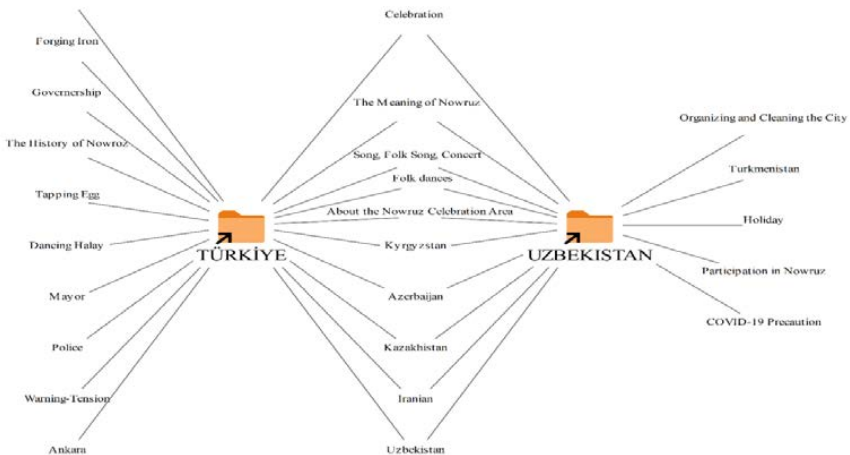 Celebration
Forging Iron
Governership
The Meaning of Nowruz
Organizing and Cleaning the City
The History of Nowroz
Song, Folk Song, Concert
Turkmenistan
Folk dances
Tapping Egg
About the Nowruz Celebration Area
Holiday
Dancing Halay
Kyrgyzstan
TÜRKİYE
UZBEKISTAN
Participation in Nowruz
Mayor
Azerbaijan
COVID-19 Precaution
Police
Kazakhistan
Warning-Tension
Iranian
Ankara
Uzbekistan